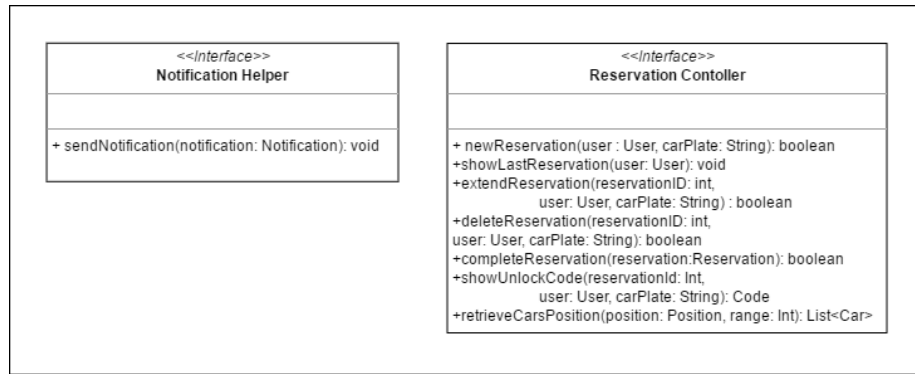 <<Interface>>
Notification Helper
+ sendNotification(notification: Notification): void
<<Interface>>
Reservation Contoller
+ newReservation(user : User, carPlate: String): boolean
+showLastReservation(user: User): void
+extendReservation(reservationID: int,
user: User, carPlate: String) : boolean
+deleteReservation(reservationID: int,
user: User, carPlate: String): boolean
+completeReservation(reservation:Reservation): boolean
+showUnlockCode(reservationId: Int,
user: User, carPlate: String): Code
+retrieveCarsPosition(position: Position, range: Int): List<Car>